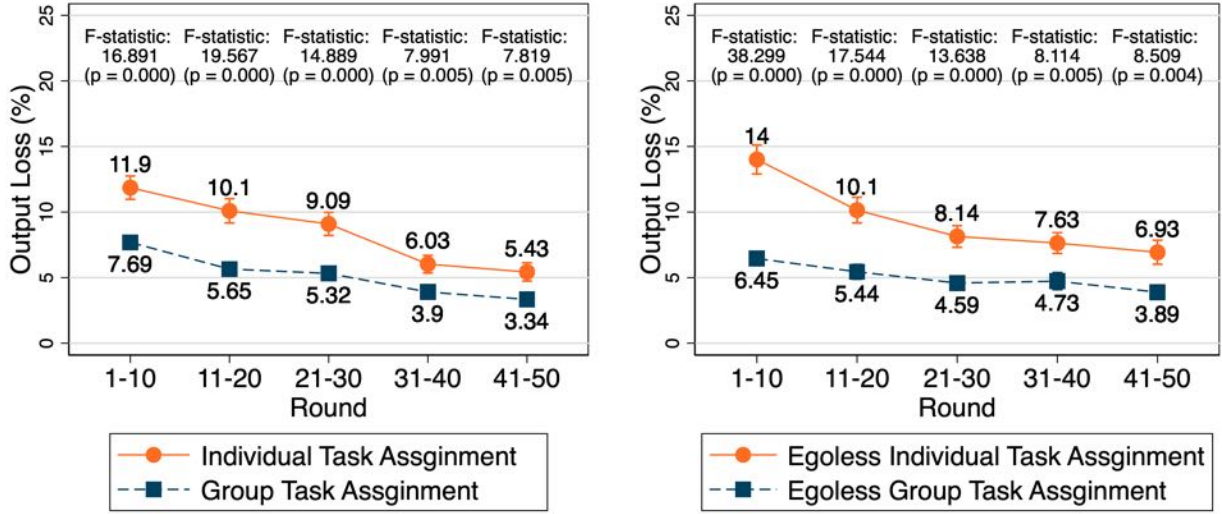 25
20
15
10
5
0
Output Loss (%)
F-statistic: F-statistic: F-statistic: F-statistic: F-statistic:
16.891 19.567 14.889 7.991 7.819
(p = 0.000) (p = 0.000) (p = 0.000) (p = 0.005) (p = 0.005)
11.9
10.1
9.09
6.03
5.43
7.69
5.65
5.32
3.9
3.34
1-10 11-20 21-30 31-40 41-50
Round
Individual Task Assginment
Group Task Assginment
25
20
15
10
5
0
Output Loss (%)
F-statistic: F-statistic: F-statistic: F-statistic: F-statistic:
38.299 17.544 13.638 8.114 8.509
(p = 0.000) (p = 0.000) (p = 0.000) (p = 0.005) (p = 0.004)
14
10.1
8.14
7.63
6.93
6.45
5.44
4.59
4.73
3.89
1-10 11-20 21-30 31-40 41-50
Round
Egoless Individual Task Assginment
Egoless Group Task Assginment